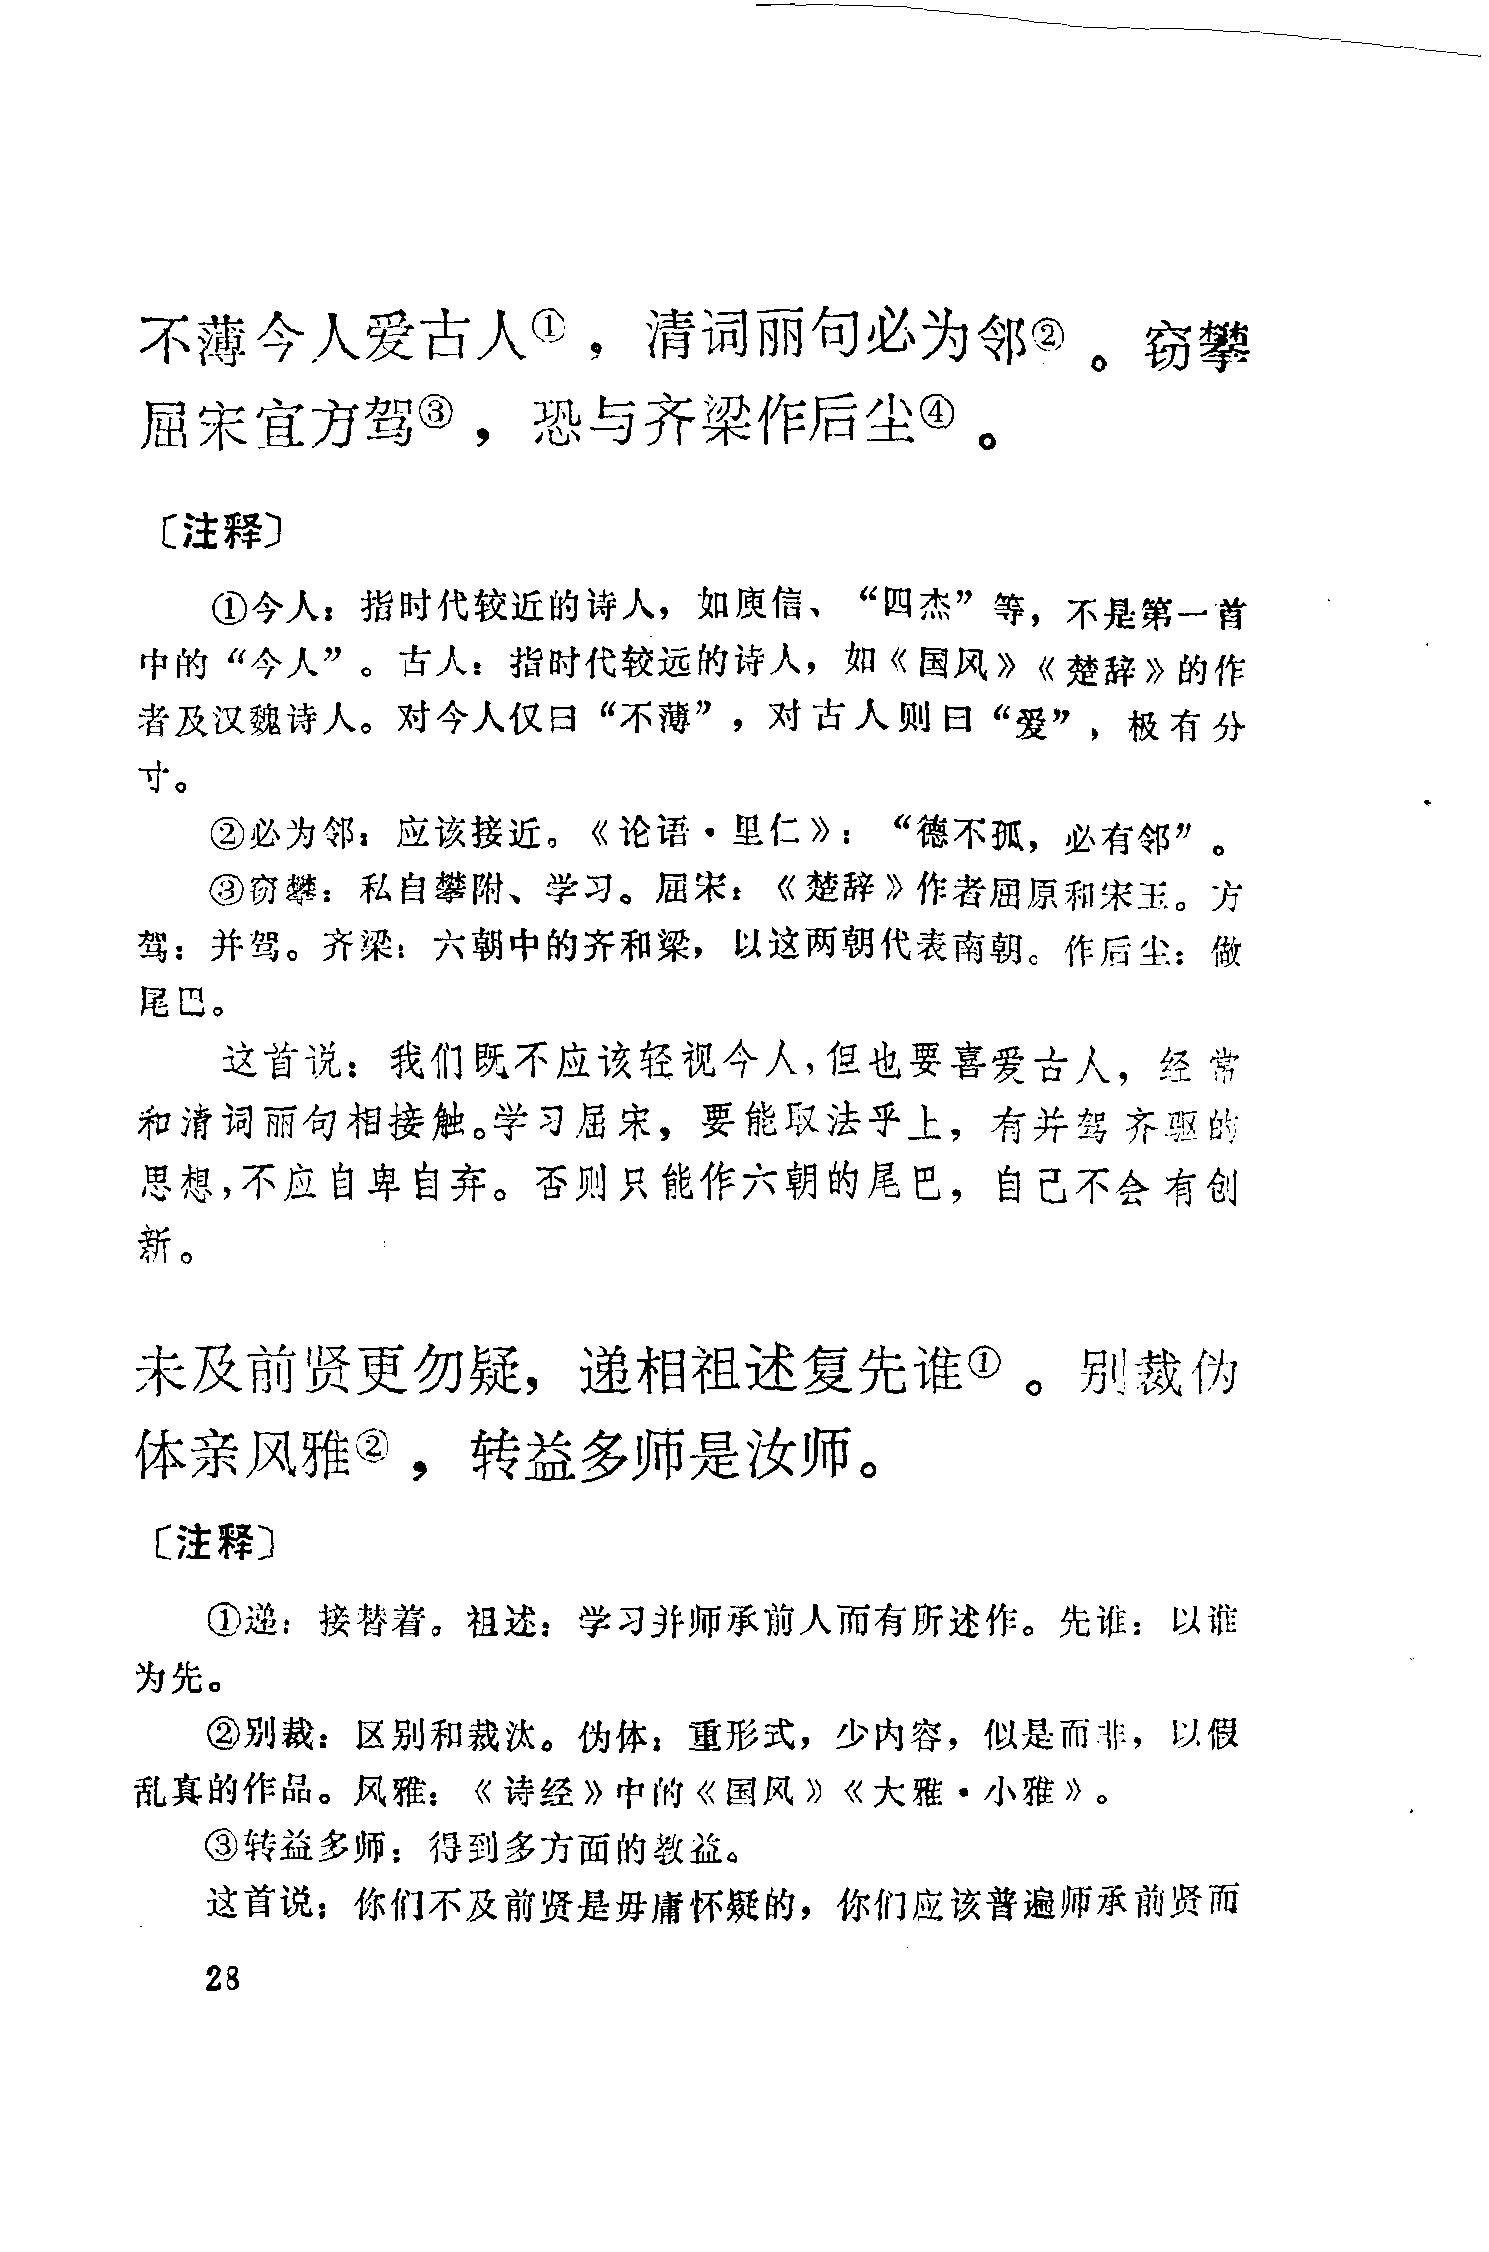 不薄今人爱古人①，清词丽句必为邻②。窃攀
屈宋宜方驾③，恐与齐梁作后尘④。
〔注释〕
①今人：指时代较近的诗人，如庾信、“四杰”等，不是第一首
中的“今人”。古人：指时代较远的诗人，如《国风》《楚辞》的作
者及汉魏诗人。对今人仅曰“不薄”，对古人则曰“爱”，极有分
寸。
②必为邻：应该接近。《论语·里仁》：“德不孤，必有邻”。
③窃攀：私自攀附、学习。屈宋：《楚辞》作者屈原和宋玉。方
驾：并驾。齐梁：六朝中的齐和梁，以这两朝代表南朝。作后尘：做
尾巴。
这首说：我们既不应该轻视今人，但也要喜爱古人，经常
和清词丽句相接触。学习屈宋，要能取法乎上，有并驾齐驱的
思想，不应自卑自弃。否则只能作六朝的尾巴，自己不会有创
新。
未及前贤更勿疑，递相祖述复先谁①。别裁伪
体亲风雅②，转益多师是汝师。
〔注释〕
①递：接替着。祖述：学习并师承前人而有所述作。先谁：以谁
为先。
②别裁：区别和裁汰。伪体：重形式，少内容，似是而非，以假
乱真的作品。风雅：《诗经》中的《国风》《大雅·小雅》。
③转益多师：得到多方面的教益。
这首说：你们不及前贤是毋庸怀疑的，你们应该普遍师承前贤而
28